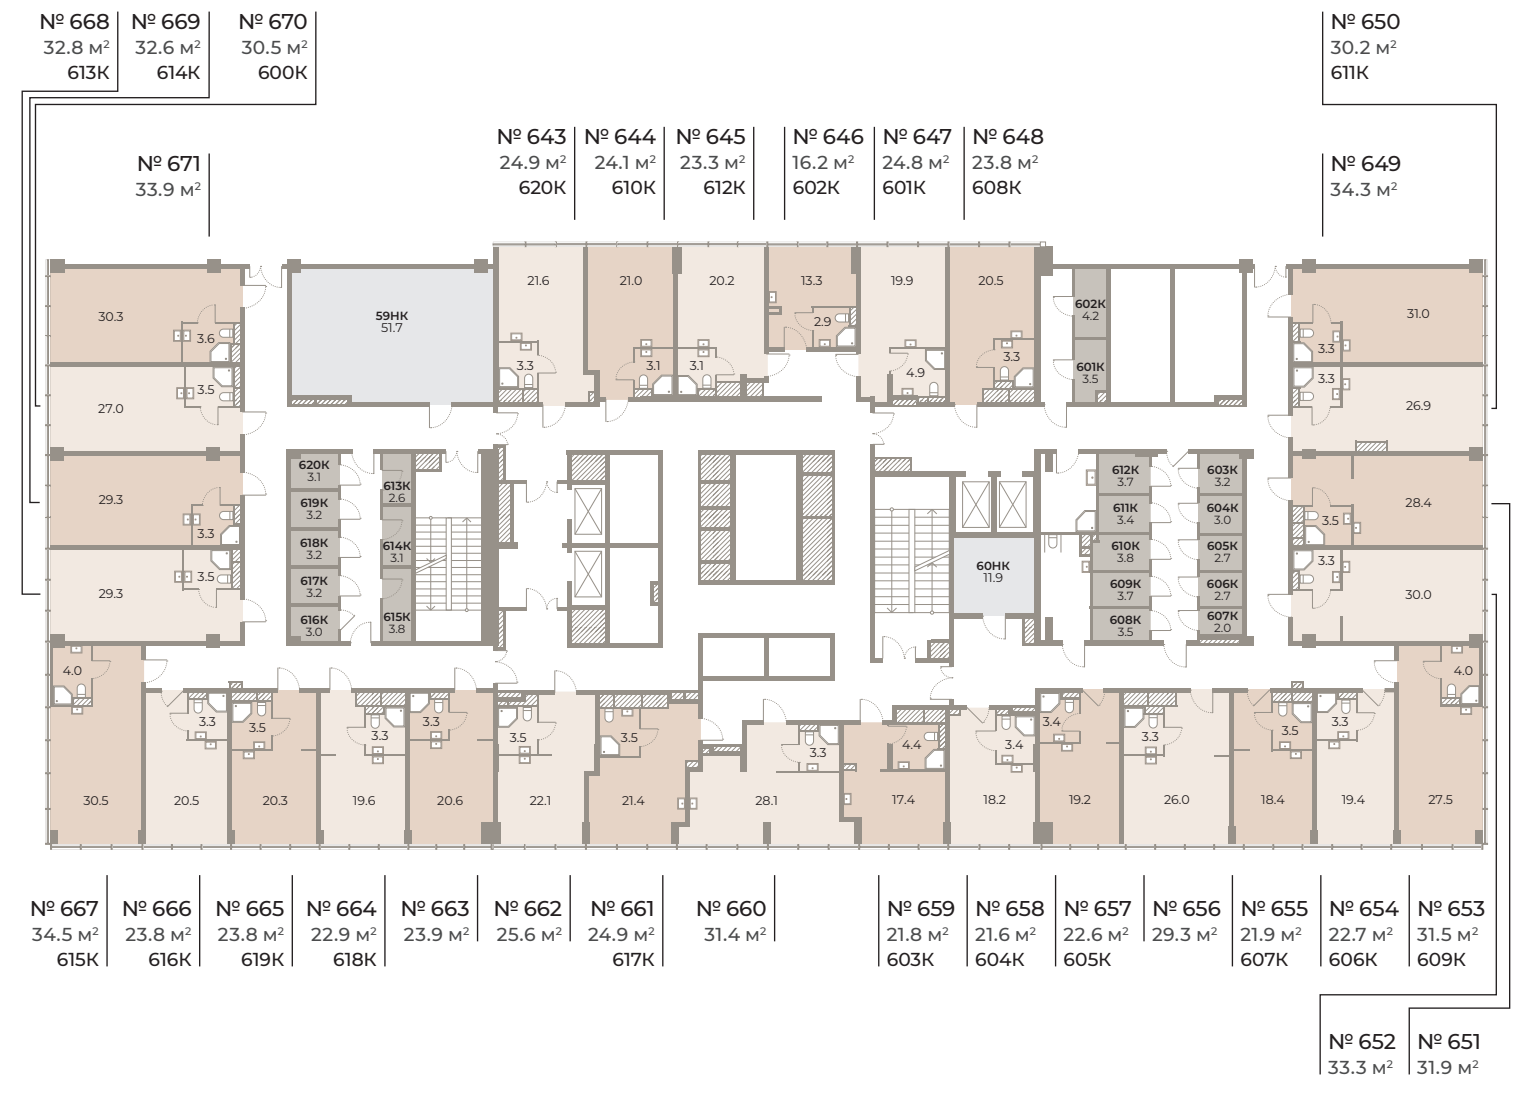 № 668
32.8 м²
613К
№ 669
32.6 м²
614К
№ 670
30.5 м²
600К
№ 650
30.2 м²
611К
№ 671
33.9 м²
№ 643
24.9 м²
620К
№ 644
24.1 м²
610К
№ 645
23.3 м²
612К
№ 646
16.2 м²
602К
№ 647
24.8 м²
601К
№ 648
23.8 м²
608К
№ 649
34.3 м²
30.3
3.6
59НК
51.7
21.6
3.3
21.0
3.1
20.2
3.1
13.3
2.9
19.9
4.9
20.5
3.3
602К
4.2
601К
3.5
31.0
3.3
27.0
3.5
3.3
26.9
29.3
3.3
620К
3.1
619К
3.2
618К
3.2
617К
3.2
616К
3.0
613К
2.6
614К
3.1
615К
3.8
60НК
11.9
612К
3.7
611К
3.4
610К
3.8
609К
3.7
608К
3.5
603К
3.2
604К
3.0
605К
2.7
606К
2.7
607К
2.0
28.4
3.5
29.3
3.5
3.3
30.0
4.0
30.5
3.3
20.5
3.5
20.3
3.3
19.6
3.3
20.6
3.5
22.1
3.5
21.4
3.3
28.1
4.4
17.4
3.4
18.2
3.4
19.2
3.3
26.0
3.5
18.4
3.3
19.4
4.0
27.5
№ 667
34.5 м²
615К
№ 666
23.8 м²
616К
№ 665
23.8 м²
619К
№ 664
22.9 м²
618К
№ 663
23.9 м²
№ 662
25.6 м²
№ 661
24.9 м²
617К
№ 660
31.4 м²
№ 659
21.8 м²
603К
№ 658
21.6 м²
604К
№ 657
22.6 м²
605К
№ 656
29.3 м²
№ 655
21.9 м²
607К
№ 654
22.7 м²
606К
№ 653
31.5 м²
609К
№ 652
33.3 м²
№ 651
31.9 м²